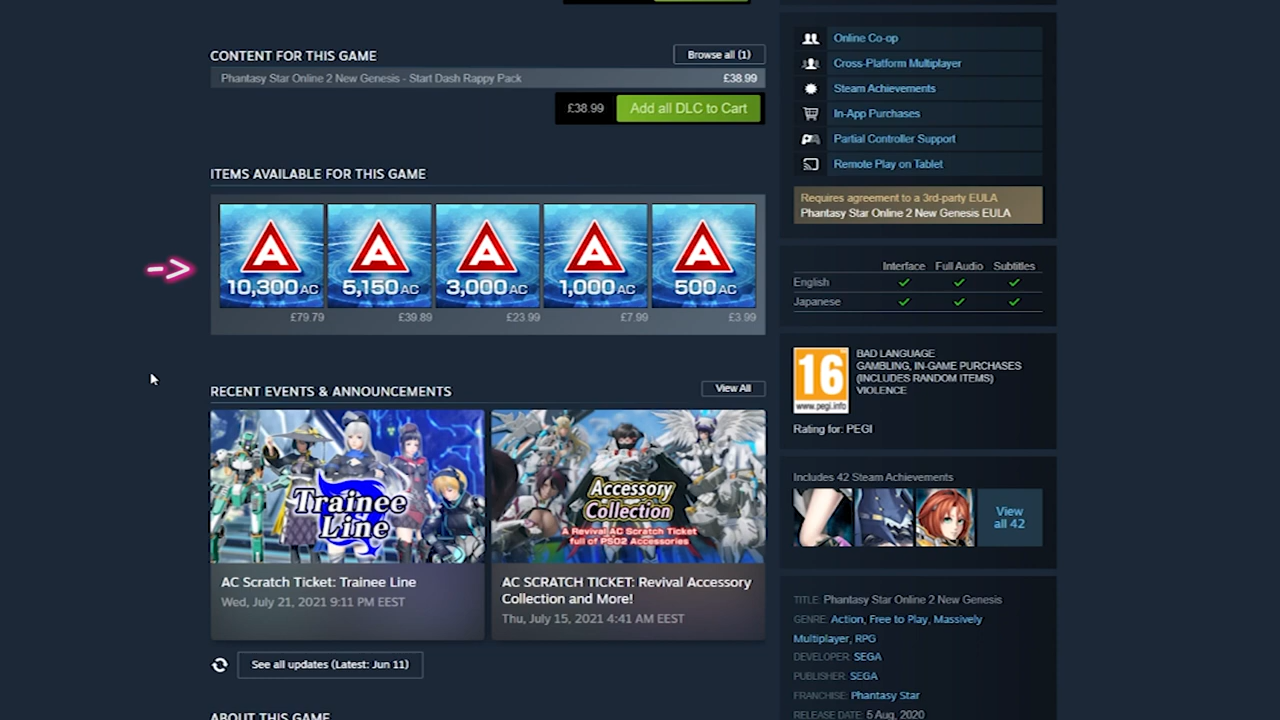 CONTENT FOR THIS GAME
Browse all (1)
Phantasy Star Online 2 New Genesis - Start Dash Rappy Pack
£38.99
£38.99
Add all DLC to Cart
ITEMS AVAILABLE FOR THIS GAME
A
10,300 AC
A
5,150 AC
A
3,000 AC
A
1,000 AC
A
500 AC
£79.79
£39.89
£23.99
£7.99
£3.99
RECENT EVENTS & ANNOUNCEMENTS
View All
Trainee
Line
Accessory
Collection
A Revival AC Scratch Ticket
full of PSO2 Accessories
AC Scratch Ticket: Trainee Line
Wed, July 21, 2021 9:11 PM EEST
AC SCRATCH TICKET: Revival Accessory
Collection and More!
Thu, July 15, 2021 4:41 AM EEST
See all updates (Latest: Jun 11)
ABOUT THIS GAME
Online Co-op
Cross-Platform Multiplayer
Steam Achievements
In-App Purchases
Partial Controller Support
Remote Play on Tablet
Requires agreement to a 3rd-party EULA
Phantasy Star Online 2 New Genesis EULA
Interface Full Audio Subtitles
English
Japanese
16
www.pegi.info
BAD LANGUAGE
GAMBLING, IN-GAME PURCHASES
(INCLUDES RANDOM ITEMS)
VIOLENCE
Rating for: PEGI
Includes 42 Steam Achievements
View
all 42
TITLE: Phantasy Star Online 2 New Genesis
GENRE: Action, Free to Play, Massively
Multiplayer, RPG
DEVELOPER: SEGA
PUBLISHER: SEGA
FRANCHISE: Phantasy Star
RELEASE DATE: 5 Aug, 2020